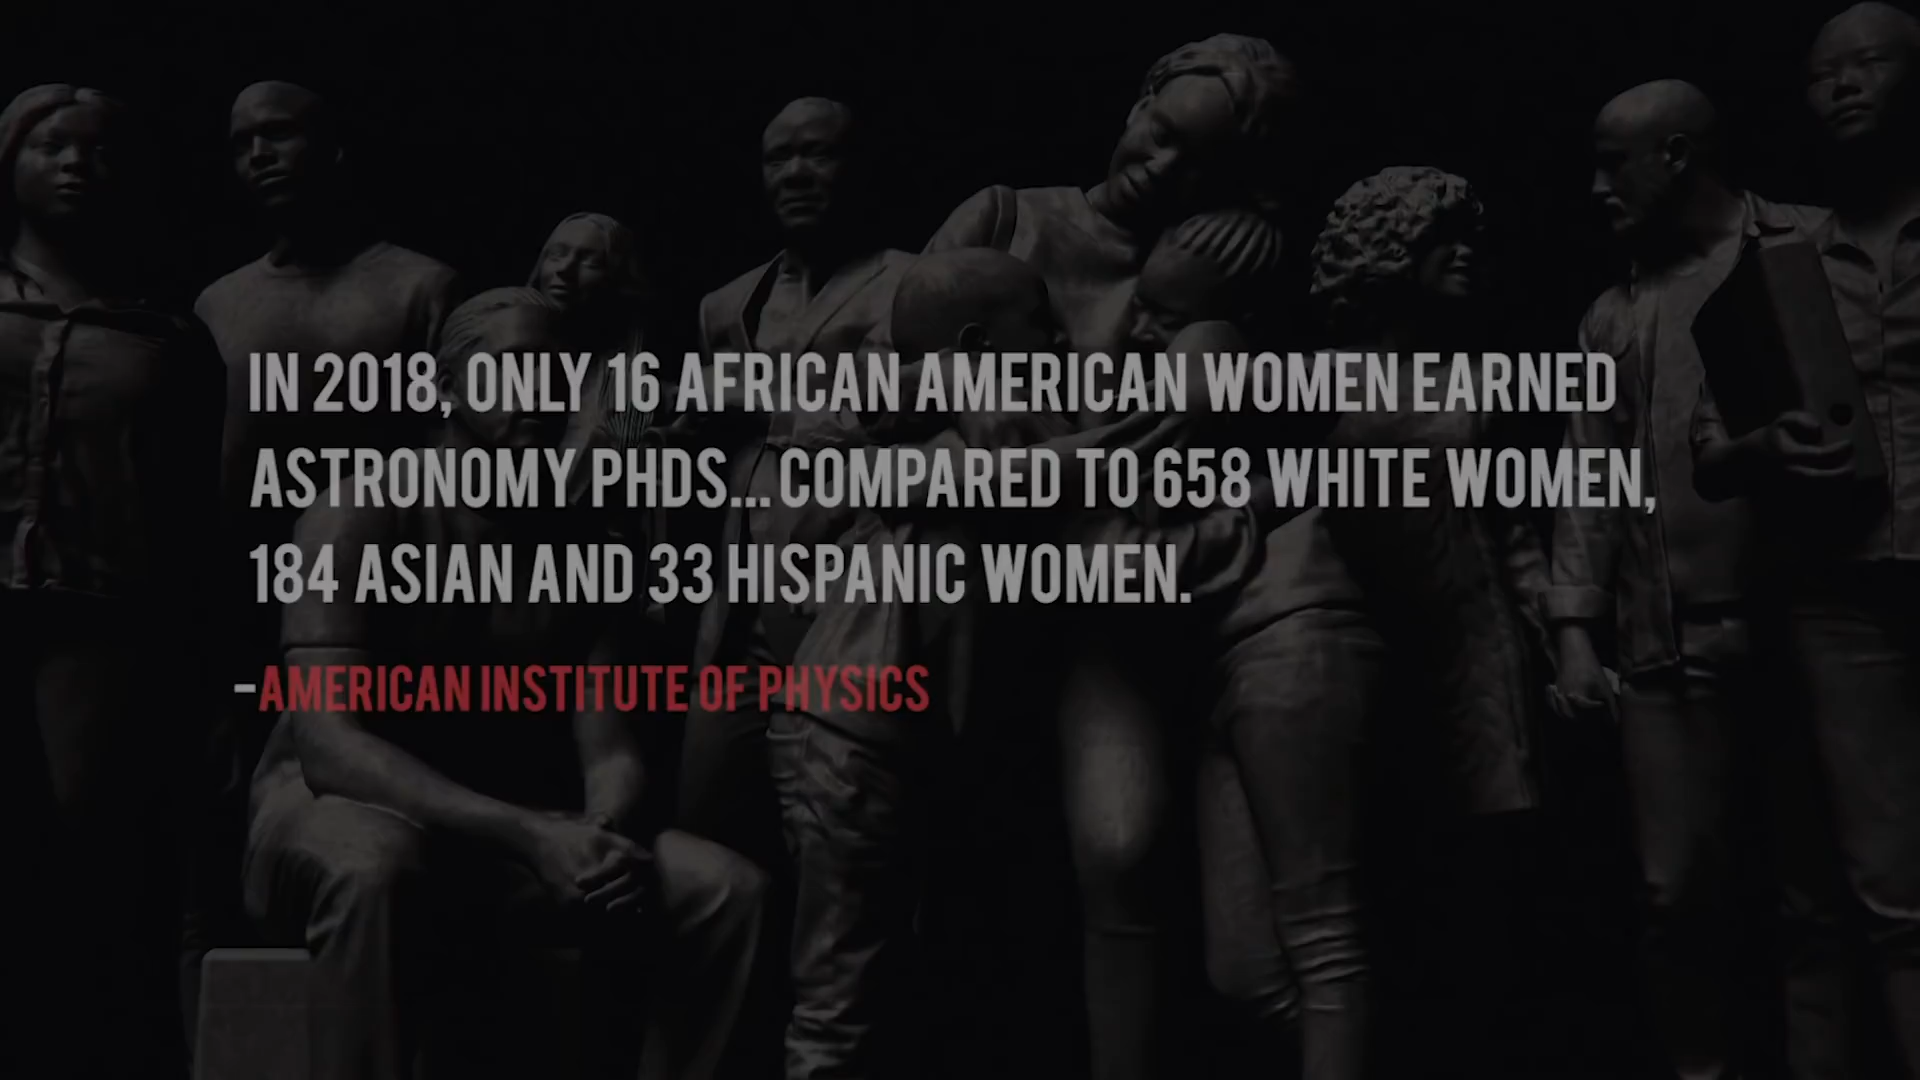 IN 2018, ONLY 16 AFRICAN AMERICAN WOMEN EARNED
ASTRONOMY PHDS... COMPARED TO 658 WHITE WOMEN,
184 ASIAN AND 33 HISPANIC WOMEN.
-AMERICAN INSTITUTE OF PHYSICS